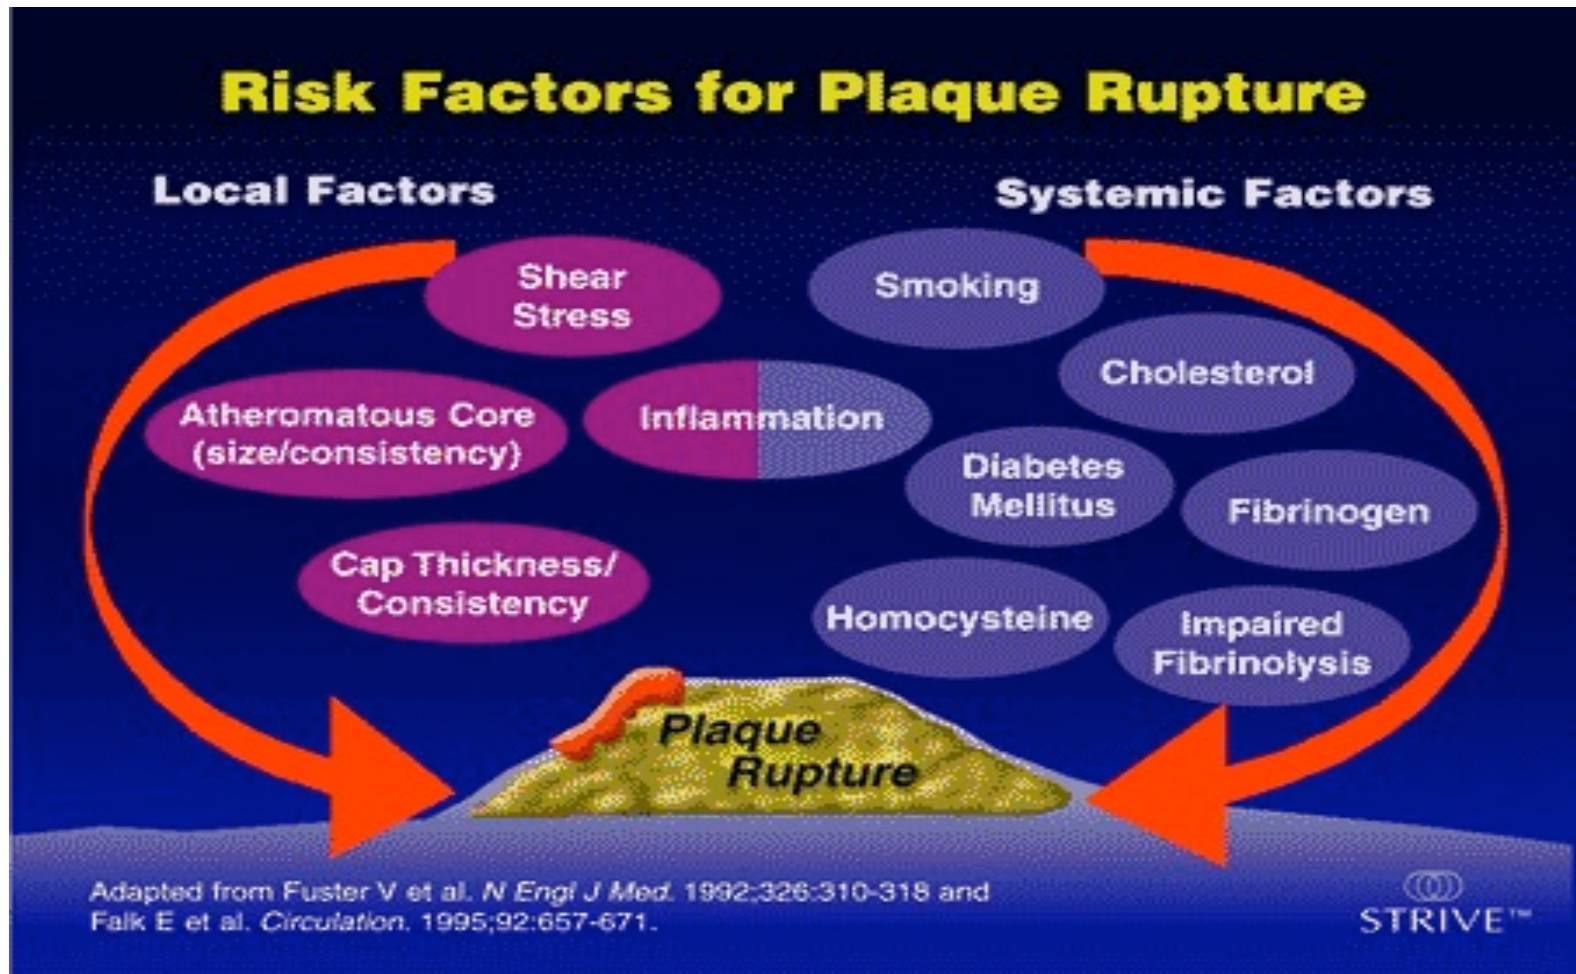 Risk Factors for Plaque Rupture
Local Factors
Systemic Factors
Shear
Stress
Smoking
Cholesterol
Atheromatous Core
(size/consistency)
Inflammation
Diabetes
Mellitus
Fibrinogen
Cap Thickness/
Consistency
Homocysteine
Impaired
Fibrinolysis
Plaque
Rupture
Adapted from Fuster V et al. N Engl J Med. 1992;326:310-318 and
Falk E et al. Circulation. 1995;92:657-671.
STRIVE™